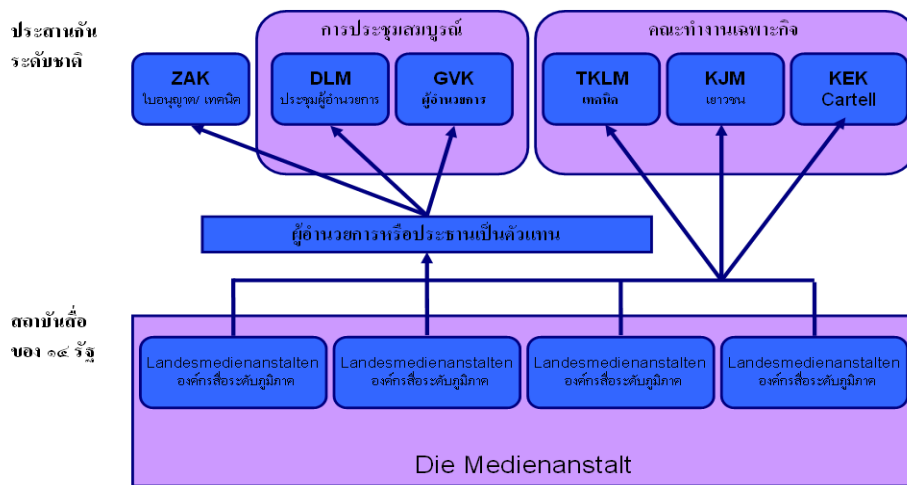 ประสานกัน
ระดับชาติ
การประชุมสมบูรณ์
คณะทำงานเฉพาะกิจ
ZAK
ใบอนุญาต/ เทคนิค
DLM
ประชุมผู้อำนวยการ
GVK
ผู้อำนวยการ
TKLM
เทคนิค
KJM
เยาวชน
KEK
Cartell
ผู้อำนวยการหรือประธานเป็นตัวแทน
สถาบันสื่อ
ของ ๑๔ รัฐ
Landesmedienanstalten
องค์กรสื่อระดับภูมิภาค
Landesmedienanstalten
องค์กรสื่อระดับภูมิภาค
Landesmedienanstalten
องค์กรสื่อระดับภูมิภาค
Landesmedienanstalten
องค์กรสื่อระดับภูมิภาค
Die Medienanstalt